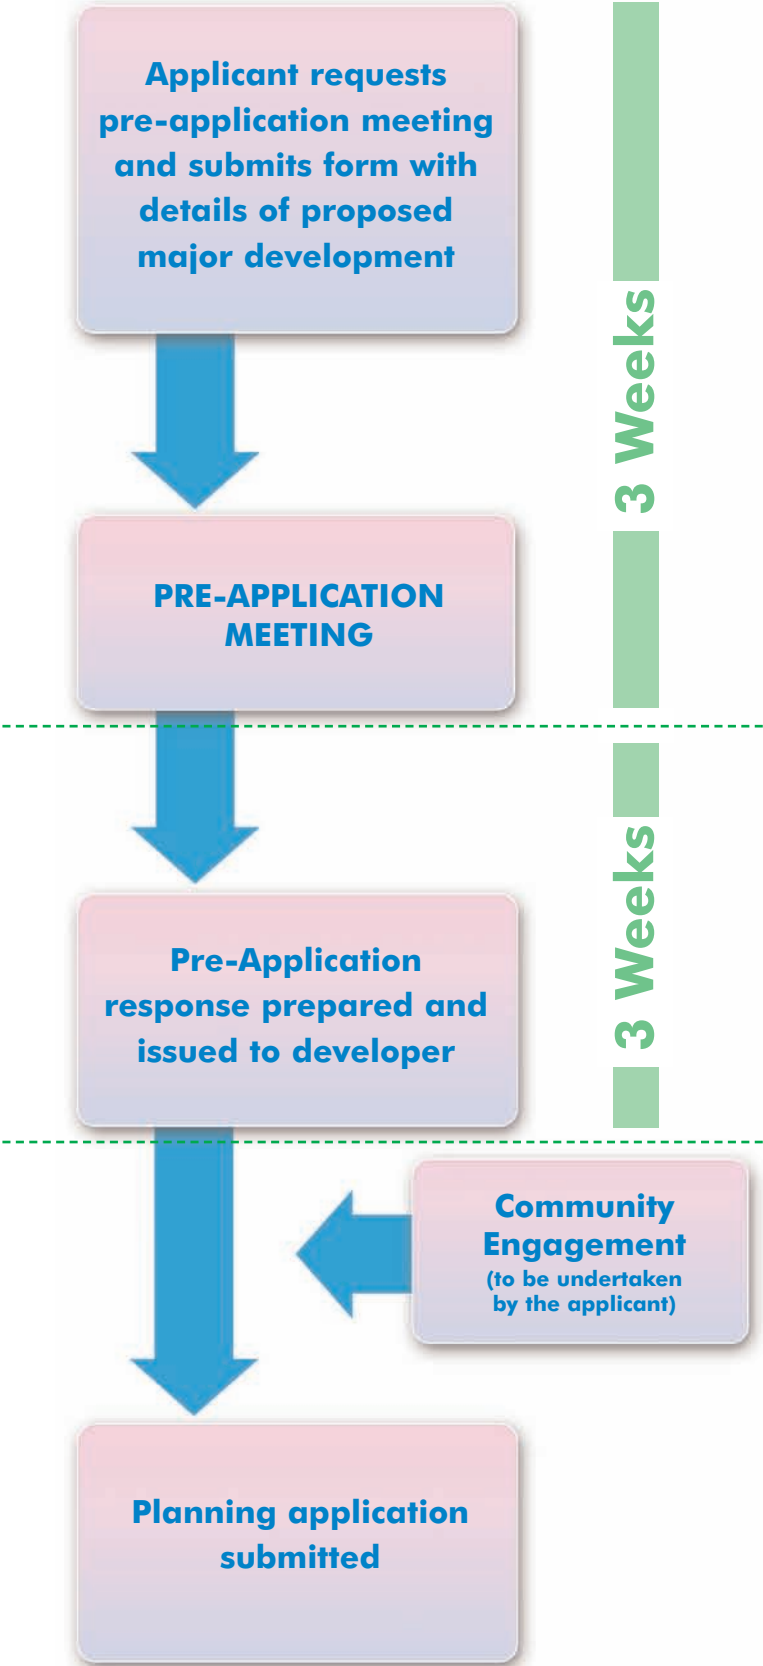 Applicant requests
pre-application meeting
and submits form with
details of proposed
major development
3 Weeks
PRE-APPLICATION
MEETING
Pre-Application
response prepared and
issued to developer
3 Weeks
Community
Engagement
(to be undertaken
by the applicant)
Planning application
submitted